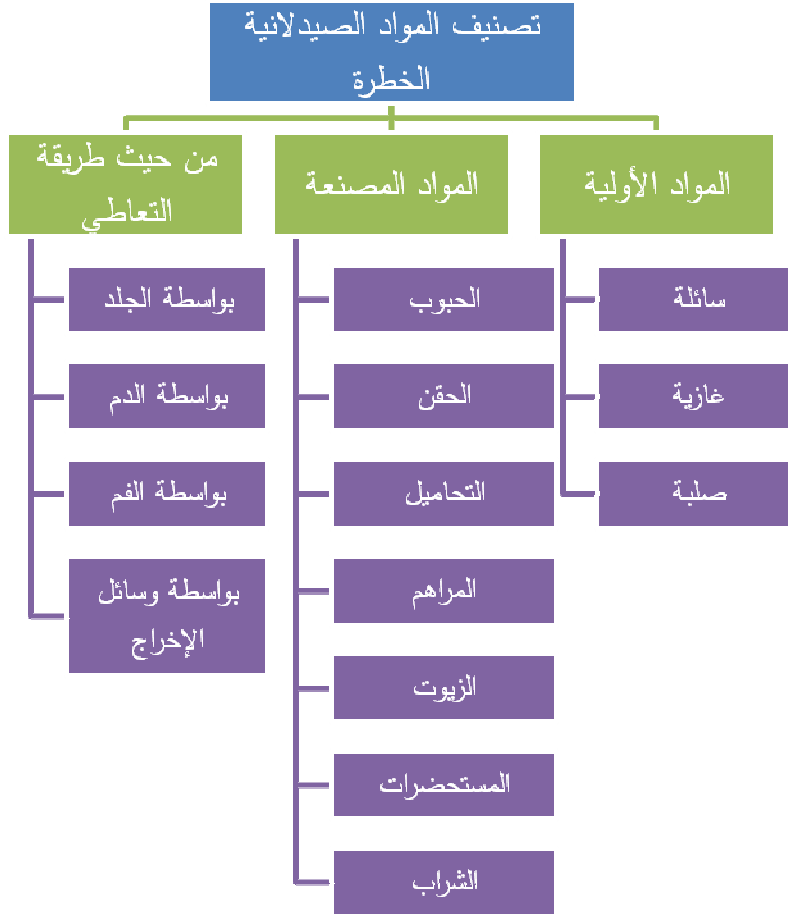 تصنيف المواد الصيدلانية
الخطرة
المواد الأولية
سائلة
غازية
صلبة
المواد المصنعة
الحبوب
الحقن
التحاميل
المراهم
الزيوت
المستحضرات
الشراب
من حيث طريقة
التعاطي
بواسطة الجلد
بواسطة الدم
بواسطة الفم
بواسطة وسائل
الإخراج